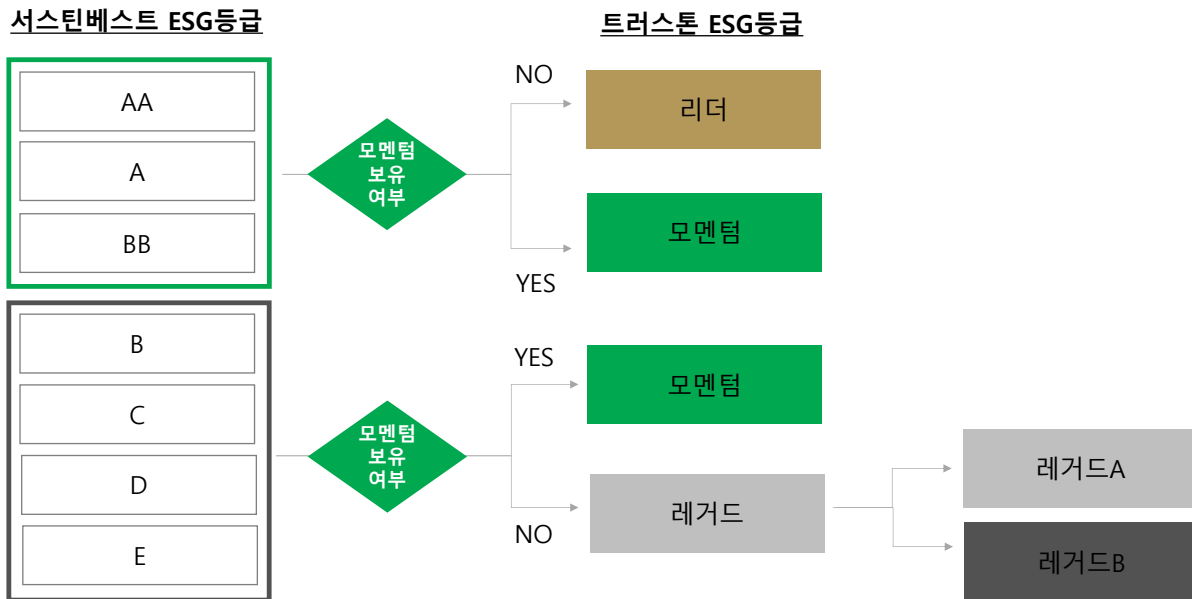 서스틴베스트 ESG등급
트러스톤 ESG등급
AA
A
BB
모멘텀
보유
여부
NO
리더
모멘텀
YES
B
C
D
E
모멘텀
보유
여부
YES
모멘텀
레거드
NO
레거드A
레거드B